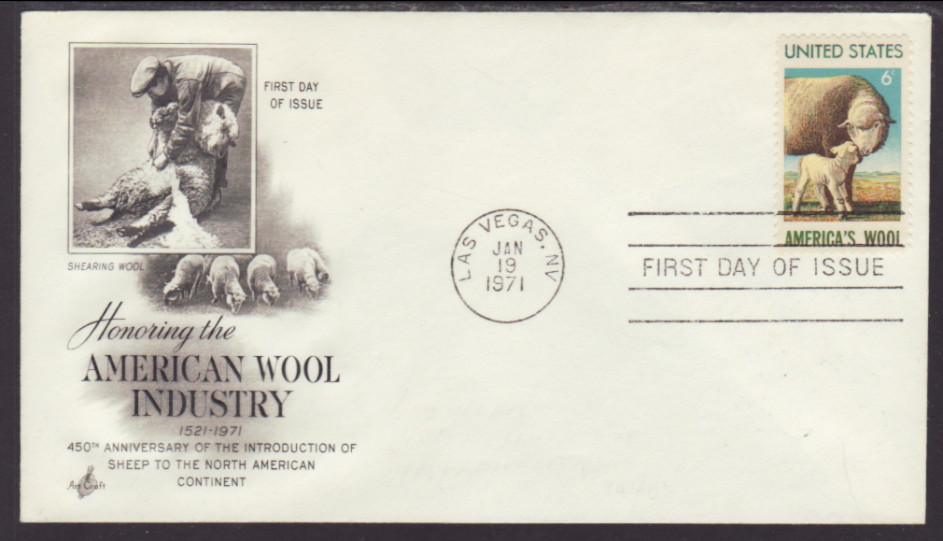 FIRST DAY
OF ISSUE
SHEARING WOOL
Honoring the
AMERICAN WOOL
INDUSTRY
1521-1971
450TH ANNIVERSARY OF THE INTRODUCTION OF
SHEEP TO THE NORTH AMERICAN
CONTINENT
Art Craft
LAS VEGAS, NV
JAN
19
1971
UNITED STATES
6¢
AMERICA'S WOOL
FIRST DAY OF ISSUE